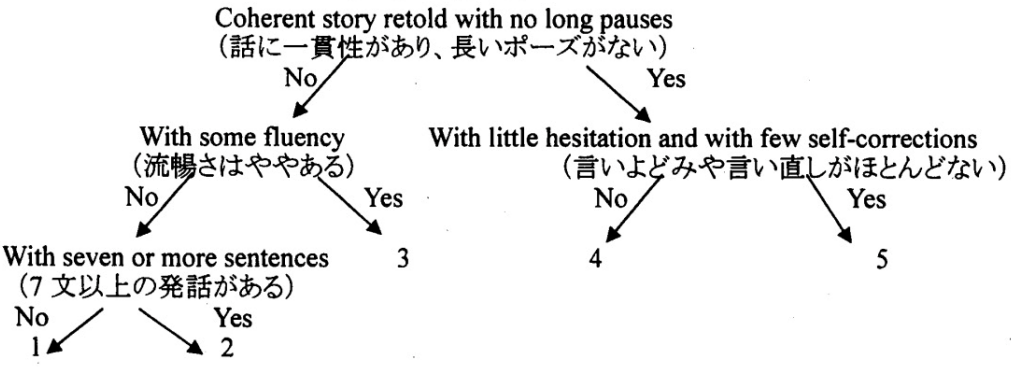 Coherent story retold with no long pauses
（話に一貫性があり、長いポーズがない）
No Yes
With some fluency With little hesitation and with few self-corrections
（流暢さはややある） （言いよどみや言い直しがほとんどない）
No Yes No Yes
With seven or more sentences 3 4 5
（7 文以上の発話がある）
No Yes
1 2